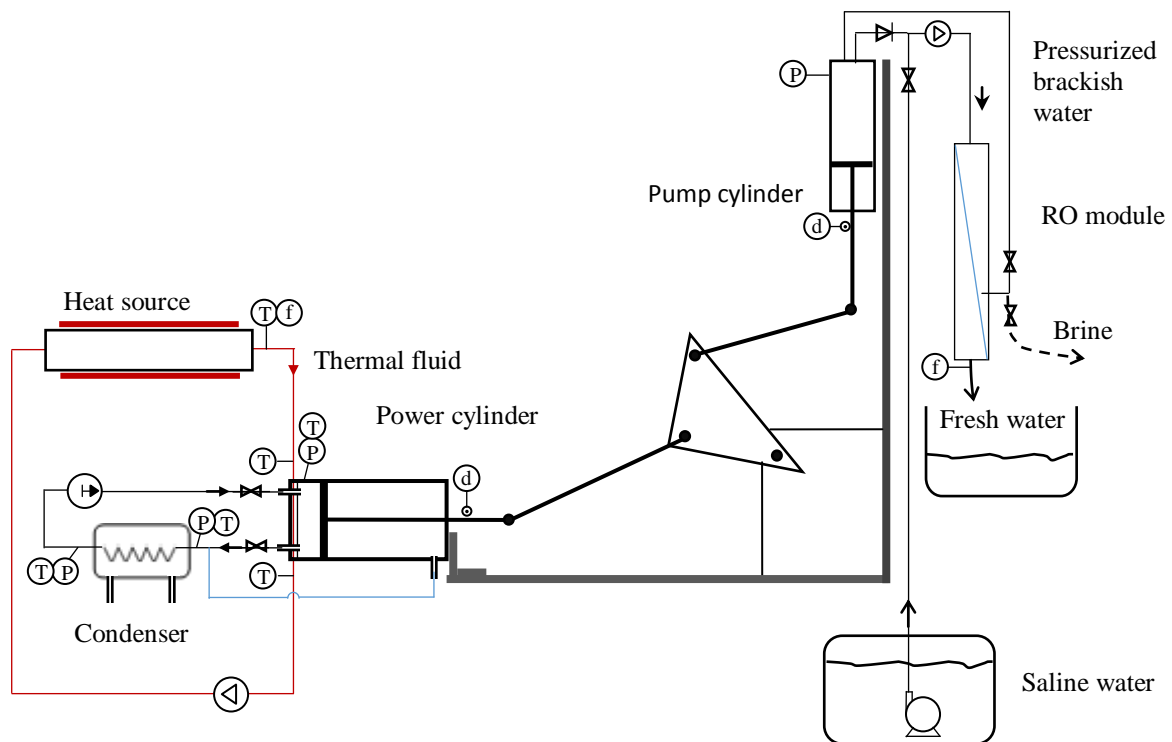 P
Pressurized
brackish
water
Pump cylinder
d
RO module
Heat source
T f
Thermal fluid
Brine
f
Power cylinder
Fresh water
T
P
T
d
P T
T P
T
Condenser
Saline water